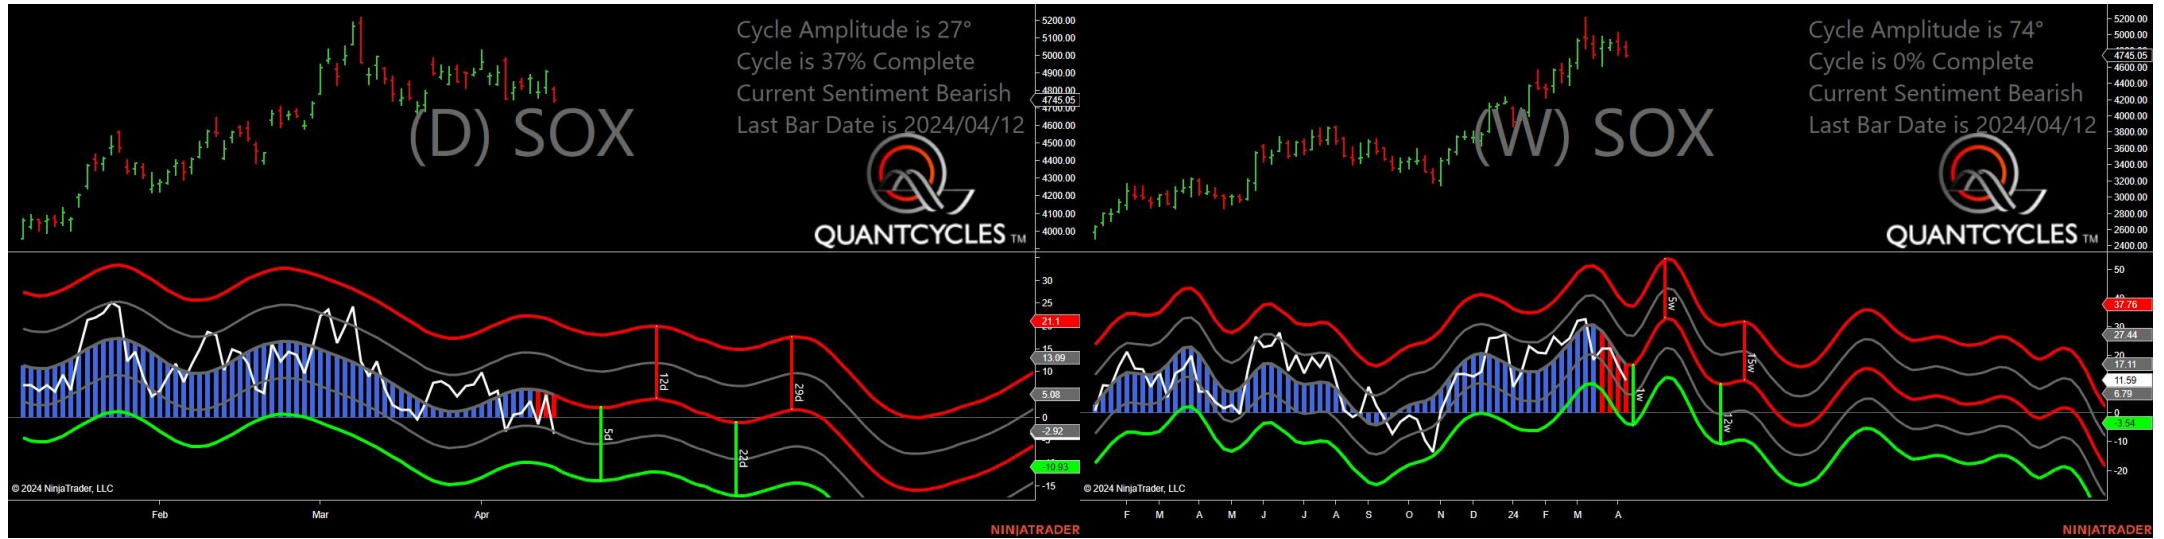 Cycle Amplitude is 27°
Cycle is 37% Complete
Current Sentiment Bearish
Last Bar Date is 2024/04/12
(D) SOX
QUANTCYCLES TM
5200.00
5100.00
5000.00
4900.00
4800.00
4745.05
4700.00
4600.00
4500.00
4400.00
4300.00
4200.00
4100.00
4000.00
30
25
21.1
15
13.09
10
5.08
0
-2.92
-10.93
-15
5d
12d
22d
29d
© 2024 NinjaTrader, LLC
Feb
Mar
Apr
NINJATRADER
Cycle Amplitude is 74°
Cycle is 0% Complete
Current Sentiment Bearish
Last Bar Date is 2024/04/12
(W) SOX
QUANTCYCLES TM
5200.00
5000.00
4745.05
4600.00
4400.00
4200.00
4000.00
3800.00
3600.00
3400.00
3200.00
3000.00
2800.00
2600.00
2400.00
50
37.76
30
27.44
20
17.11
11.59
6.79
0
-3.54
-10
-20
1w
5w
12w
15w
© 2024 NinjaTrader, LLC
F M A M J J A S O N D 24 F M A
NINJATRADER